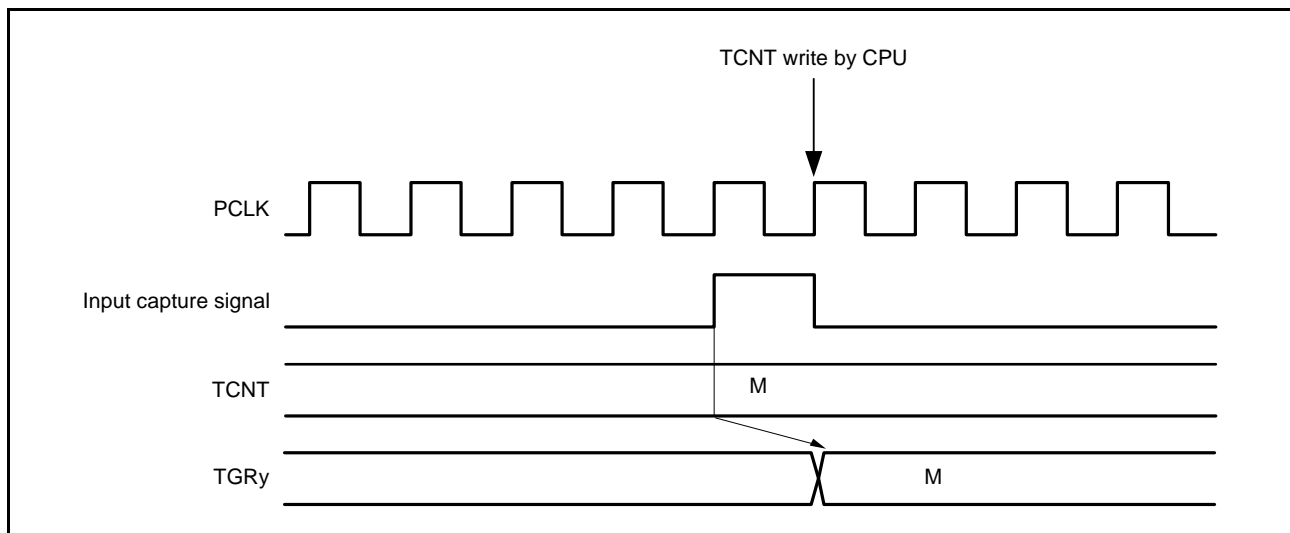 TCNT write by CPU
PCLK
Input capture signal
TCNT
M
TGRy
M